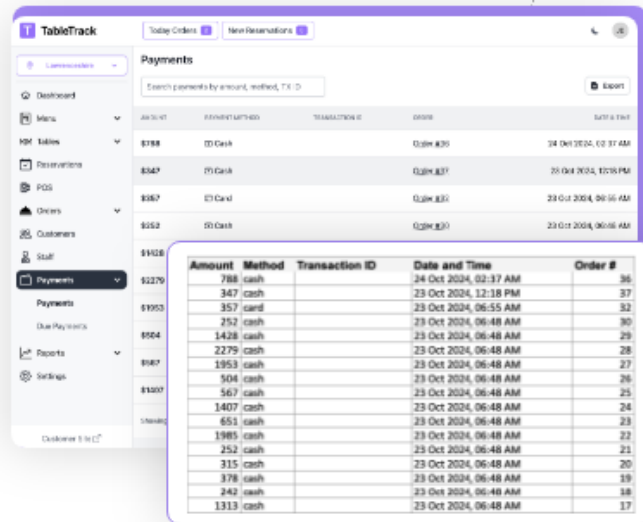 TableTrack
Today Orders
New Reservations
Payments
Search payments by amount, method, TX ID
Export
AMOUNT PAYMENT METHOD TRANSACTION ID ORDER DATE & TIME
$788 Cash Order #36 24 Oct 2024, 02:37 AM
$347 Cash Order #37 23 Oct 2024, 12:18 PM
$357 Card Order #32 23 Oct 2024, 06:55 AM
$252 Cash Order #30 23 Oct 2024, 06:48 AM
$1428
$2279
$1953
$504
$567
$1407
Dashboard
Menu
Tables
Reservations
POS
Orders
Customers
Staff
Payments
Payments
Due Payments
Reports
Settings
Customer Site
Amount Method Transaction ID Date and Time Order #
788 cash 24 Oct 2024, 02:37 AM 36
347 cash 23 Oct 2024, 12:18 PM 37
357 card 23 Oct 2024, 06:55 AM 32
252 cash 23 Oct 2024, 06:48 AM 30
1428 cash 23 Oct 2024, 06:48 AM 29
2279 cash 23 Oct 2024, 06:48 AM 28
1953 cash 23 Oct 2024, 06:48 AM 27
504 cash 23 Oct 2024, 06:48 AM 26
567 cash 23 Oct 2024, 06:48 AM 25
1407 cash 23 Oct 2024, 06:48 AM 24
651 cash 23 Oct 2024, 06:48 AM 23
1985 cash 23 Oct 2024, 06:48 AM 22
252 cash 23 Oct 2024, 06:48 AM 21
315 cash 23 Oct 2024, 06:48 AM 20
378 cash 23 Oct 2024, 06:48 AM 19
242 cash 23 Oct 2024, 06:48 AM 18
1313 cash 23 Oct 2024, 06:48 AM 17